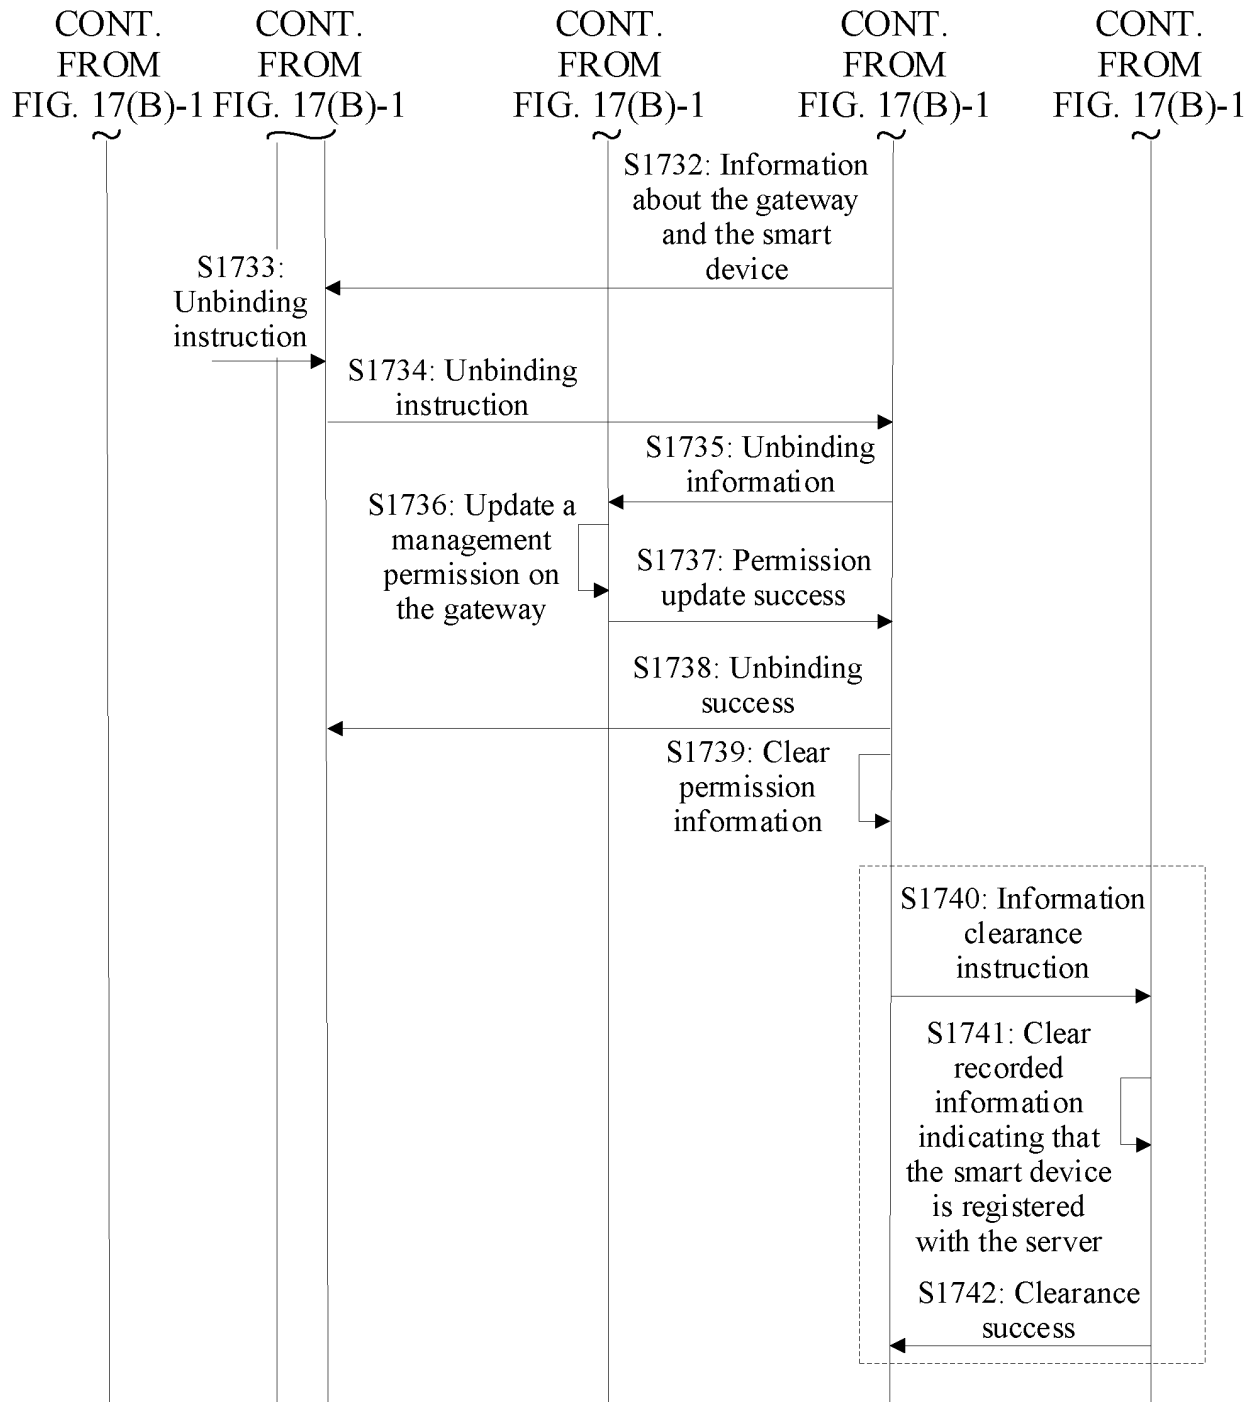 CONT.
FROM
FIG. 17(B)-1
CONT.
FROM
FIG. 17(B)-1
CONT.
FROM
FIG. 17(B)-1
CONT.
FROM
FIG. 17(B)-1
CONT.
FROM
FIG. 17(B)-1
S1732: Information
about the gateway
and the smart
device
S1733:
Unbinding
instruction
S1734: Unbinding
instruction
S1735: Unbinding
information
S1736: Update a
management
permission on
the gateway
S1737: Permission
update success
S1738: Unbinding
success
S1739: Clear
permission
information
S1740: Information
clearance
instruction
S1741: Clear
recorded
information
indicating that
the smart device
is registered
with the server
S1742: Clearance
success